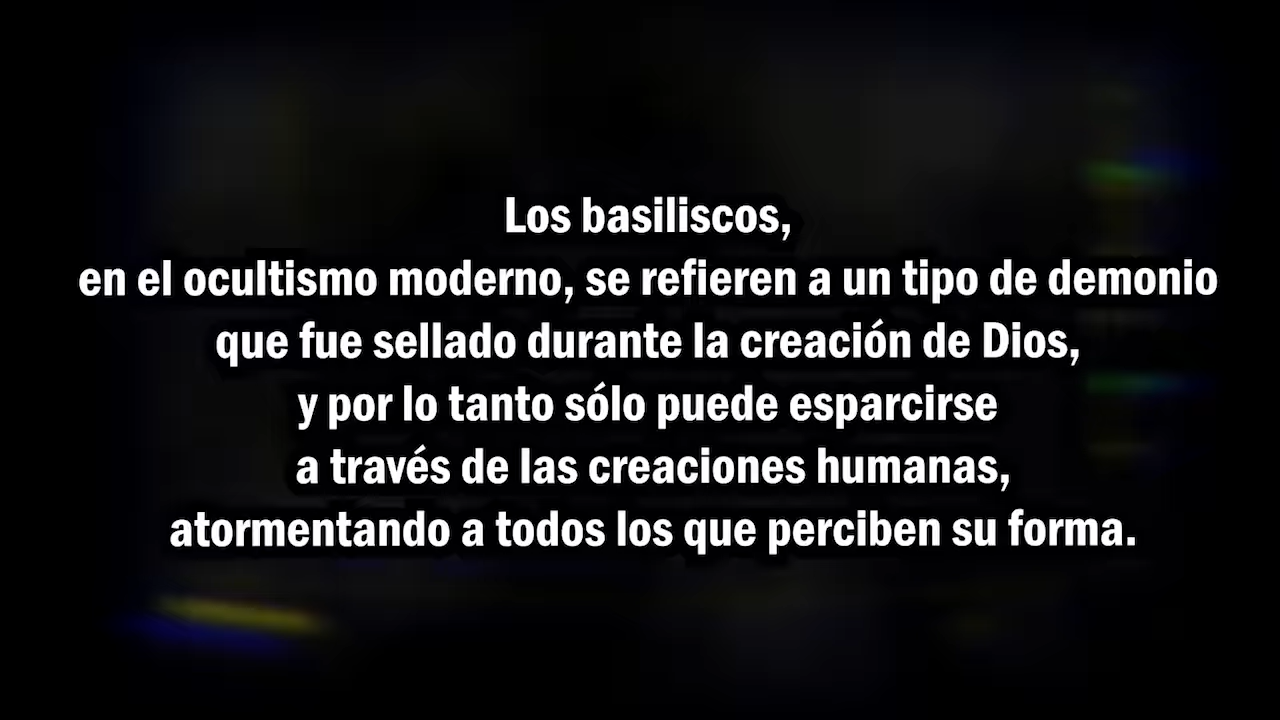 Los basiliscos,
en el ocultismo moderno, se refieren a un tipo de demonio
que fue sellado durante la creación de Dios,
y por lo tanto sólo puede esparcirse
a través de las creaciones humanas,
atormentando a todos los que perciben su forma.